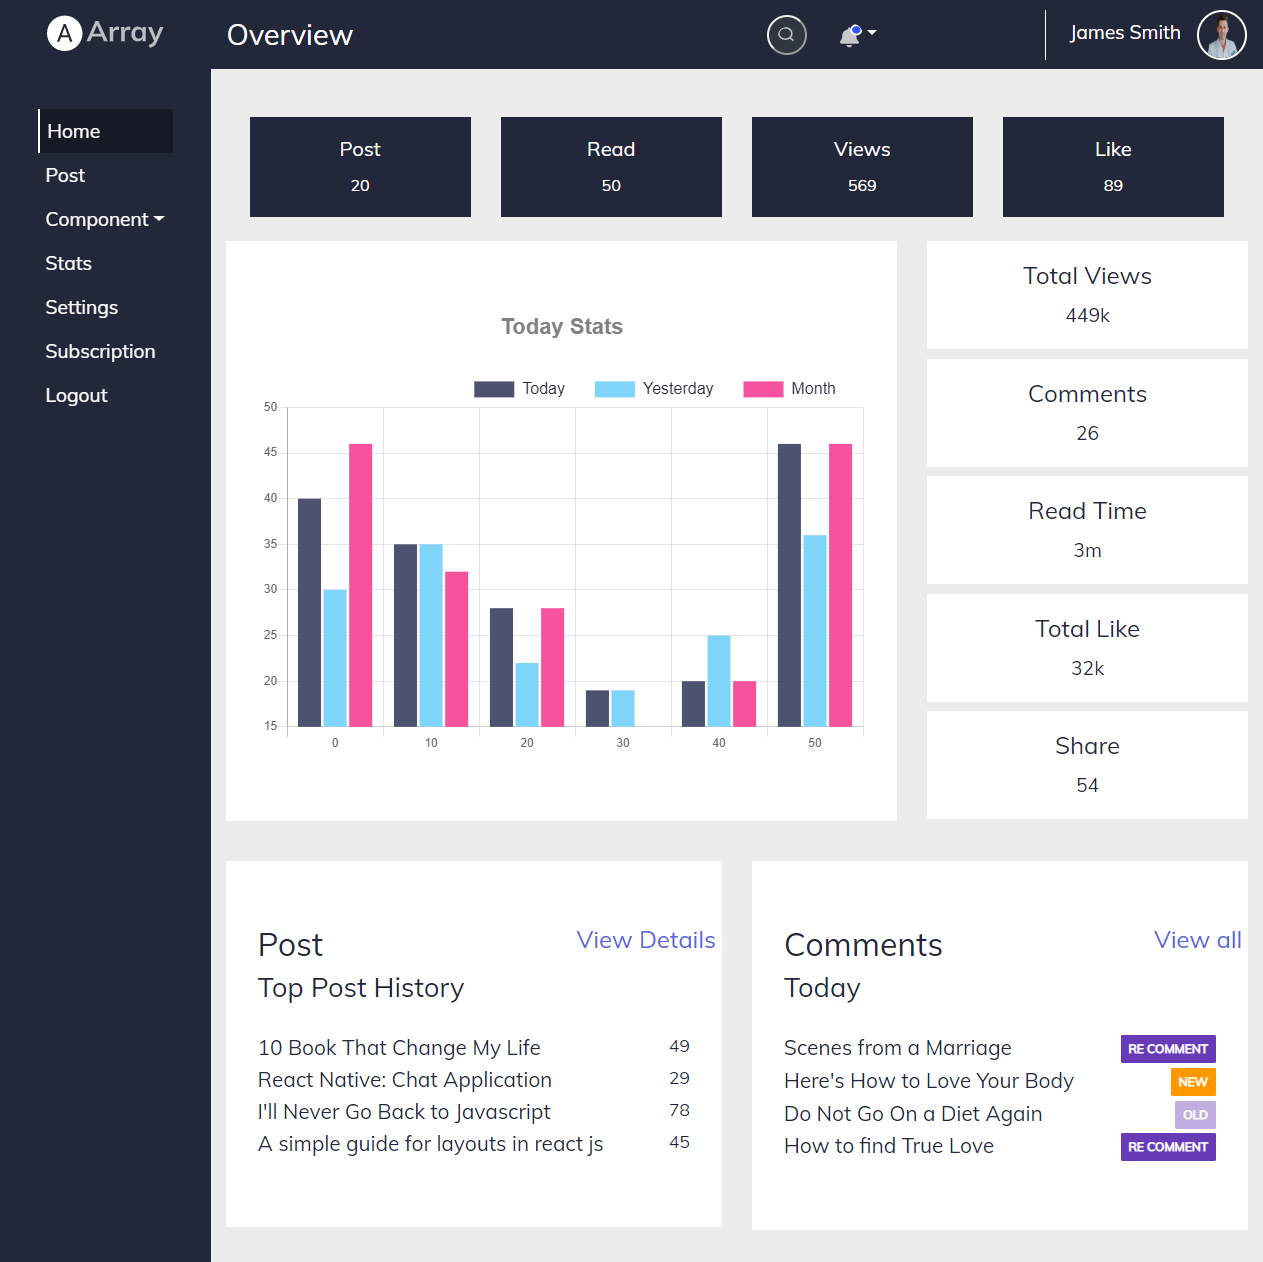 A Array
Overview
James Smith
Home
Post
Component
Stats
Settings
Subscription
Logout
Post
20
Read
50
Views
569
Like
89
Today Stats
Today Yesterday Month
50
45
40
35
30
25
20
15
0 10 20 30 40 50
Total Views
449k
Comments
26
Read Time
3m
Total Like
32k
Share
54
Post View Details
Top Post History
10 Book That Change My Life 49
React Native: Chat Application 29
I'll Never Go Back to Javascript 78
A simple guide for layouts in react js 45
Comments View all
Today
Scenes from a Marriage RE COMMENT
Here's How to Love Your Body NEW
Do Not Go On a Diet Again OLD
How to find True Love RE COMMENT